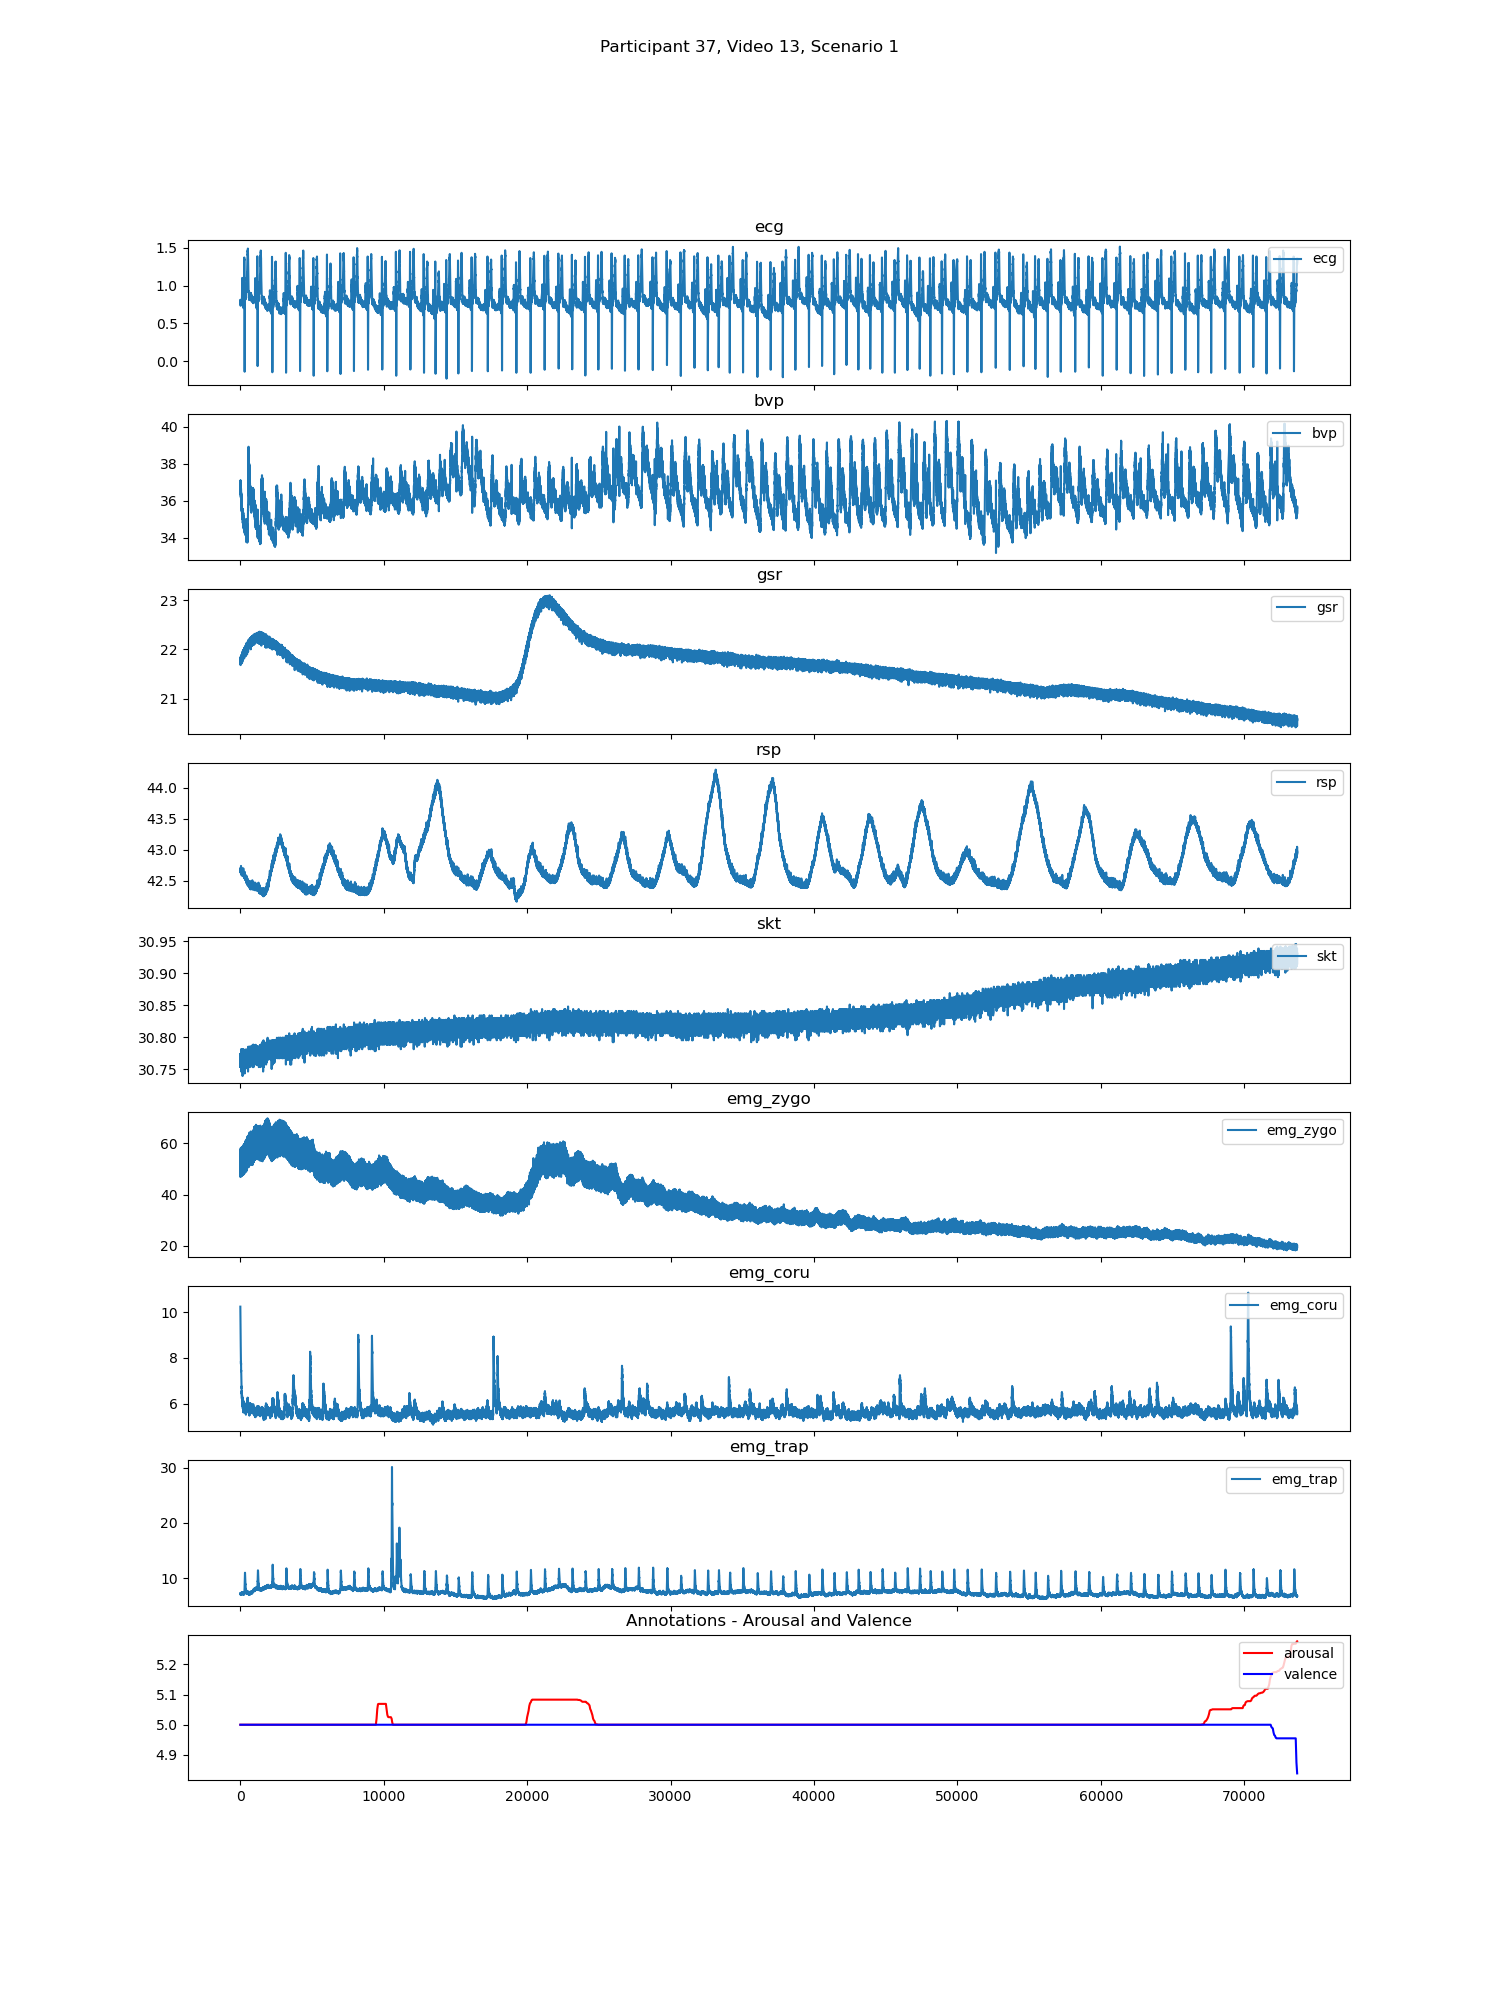 Participant 37, Video 13, Scenario 1
ecg
1.5
1.0
0.5
0.0
ecg
bvp
40
38
36
34
bvp
gsr
23
22
21
gsr
rsp
44.0
43.5
43.0
42.5
rsp
skt
30.95
30.90
30.85
30.80
30.75
skt
emg_zygo
60
40
20
emg_zygo
emg_coru
10
8
6
emg_coru
emg_trap
30
20
10
emg_trap
Annotations - Arousal and Valence
5.2
5.1
5.0
4.9
arousal
valence
0 10000 20000 30000 40000 50000 60000 70000